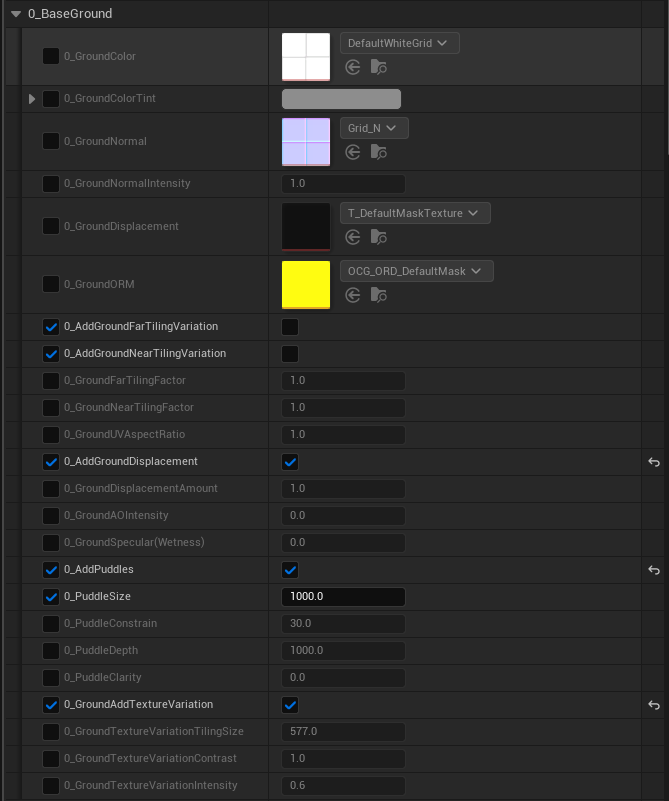 0_BaseGround
0_GroundColor
DefaultWhiteGrid
0_GroundColorTint
0_GroundNormal
Grid_N
0_GroundNormalIntensity
1.0
0_GroundDisplacement
T_DefaultMaskTexture
0_GroundORM
OCG_ORD_DefaultMask
0_AddGroundFarTilingVariation
0_AddGroundNearTilingVariation
0_GroundFarTilingFactor
1.0
0_GroundNearTilingFactor
1.0
0_GroundUVAspectRatio
1.0
0_AddGroundDisplacement
0_GroundDisplacementAmount
1.0
0_GroundAOIntensity
0.0
0_GroundSpecular(Wetness)
0.0
0_AddPuddles
0_PuddleSize
1000.0
0_PuddleConstrain
30.0
0_PuddleDepth
1000.0
0_PuddleClarity
0.0
0_GroundAddTextureVariation
0_GroundTextureVariationTilingSize
577.0
0_GroundTextureVariationContrast
1.0
0_GroundTextureVariationIntensity
0.6